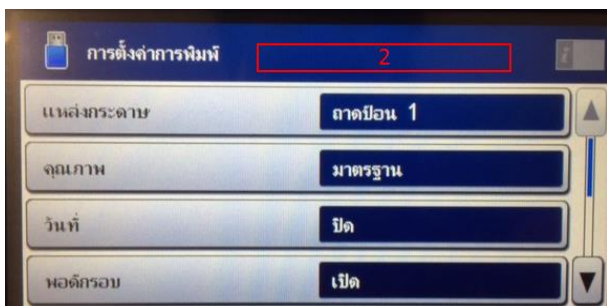 การตั้งค่าการพิมพ์ 2
แหล่งกระดาษ ถาดป้อน 1
คุณภาพ มาตรฐาน
วันที่ ปิด
พอดีกรอบ เปิด